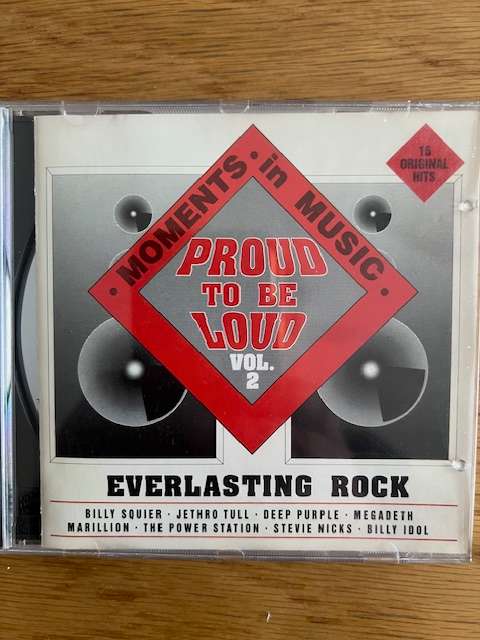 16
ORIGINAL
HITS
· MOMENTS · in MUSIC ·
PROUD
TO BE
LOUD
VOL.
2
EVERLASTING ROCK
BILLY SQUIER · JETHRO TULL · DEEP PURPLE · MEGADETH
MARILLION · THE POWER STATION · STEVIE NICKS · BILLY IDOL